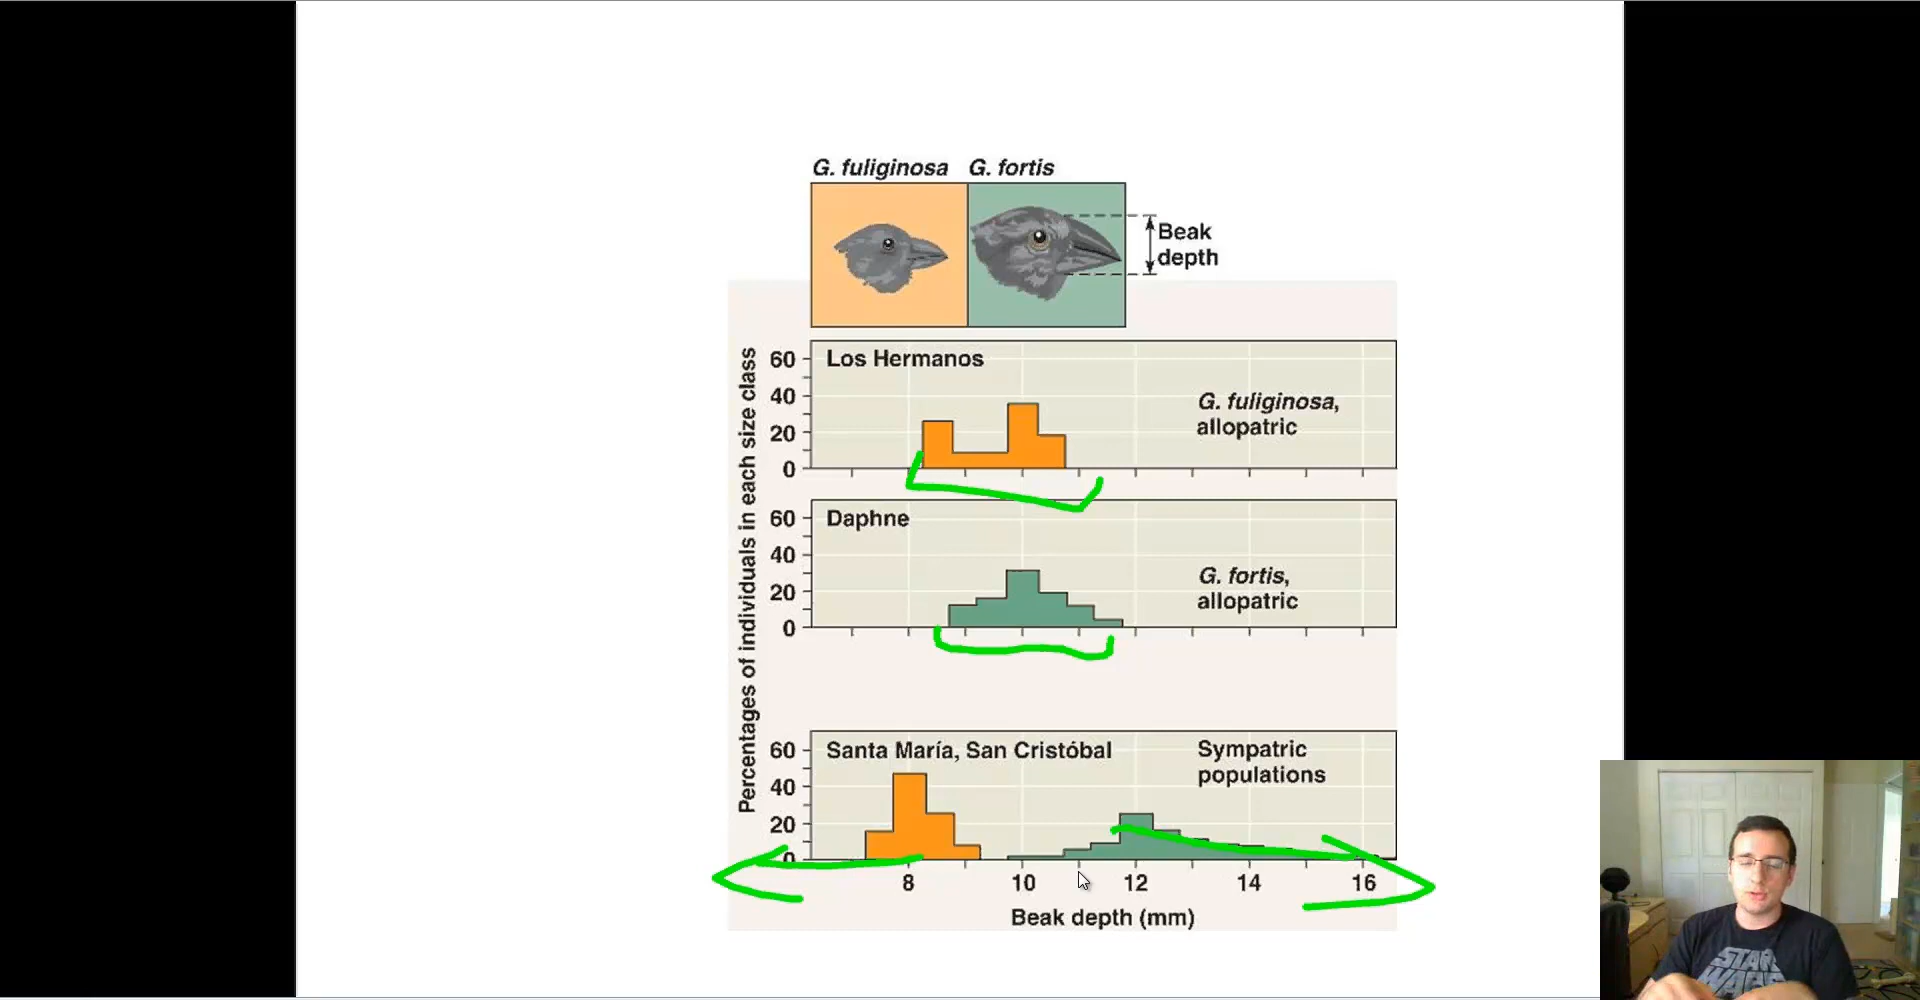 G. fuliginosa G. fortis
Beak
depth
Percentages of individuals in each size class
60
40
20
0
Los Hermanos
G. fuliginosa,
allopatric
60
40
20
0
Daphne
G. fortis,
allopatric
60
40
20
0
Santa María, San Cristóbal
Sympatric
populations
8 10 12 14 16
Beak depth (mm)
STAR
WARS